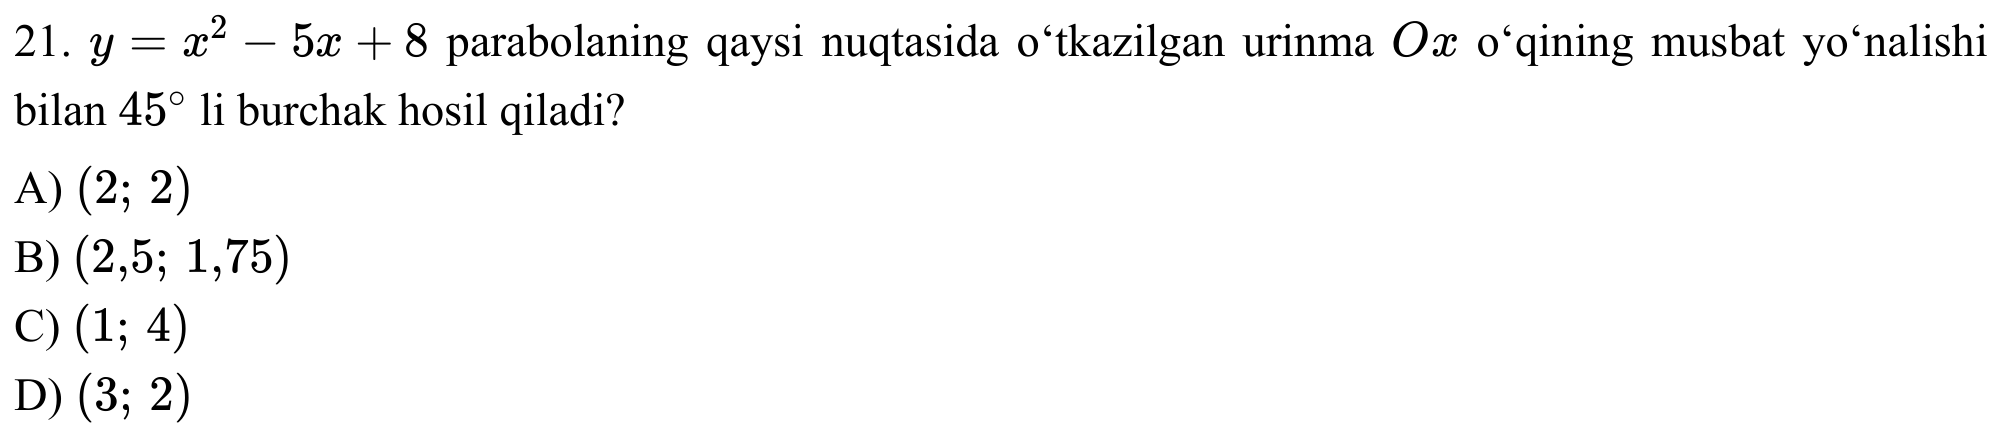 21. y = x² − 5x + 8 parabolaning qaysi nuqtasida o‘tkazilgan urinma Ox o‘qining musbat yo‘nalishi
bilan 45° li burchak hosil qiladi?
A) (2; 2)
B) (2,5; 1,75)
C) (1; 4)
D) (3; 2)